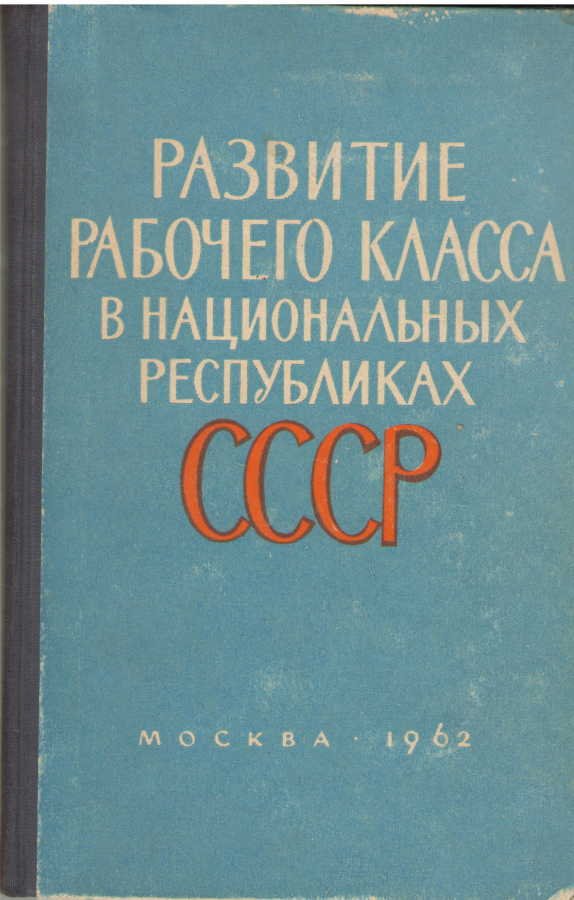 РАЗВИТИЕ
РАБОЧЕГО КЛАССА
В НАЦИОНАЛЬНЫХ
РЕСПУБЛИКАХ
СССР
МОСКВА · 1962